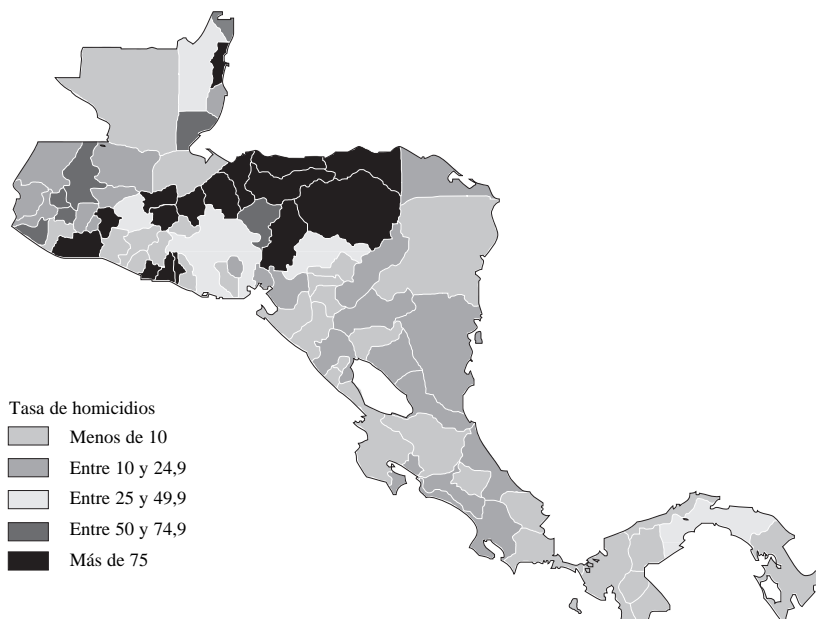 Tasa de homicidios
Menos de 10
Entre 10 y 24,9
Entre 25 y 49,9
Entre 50 y 74,9
Más de 75